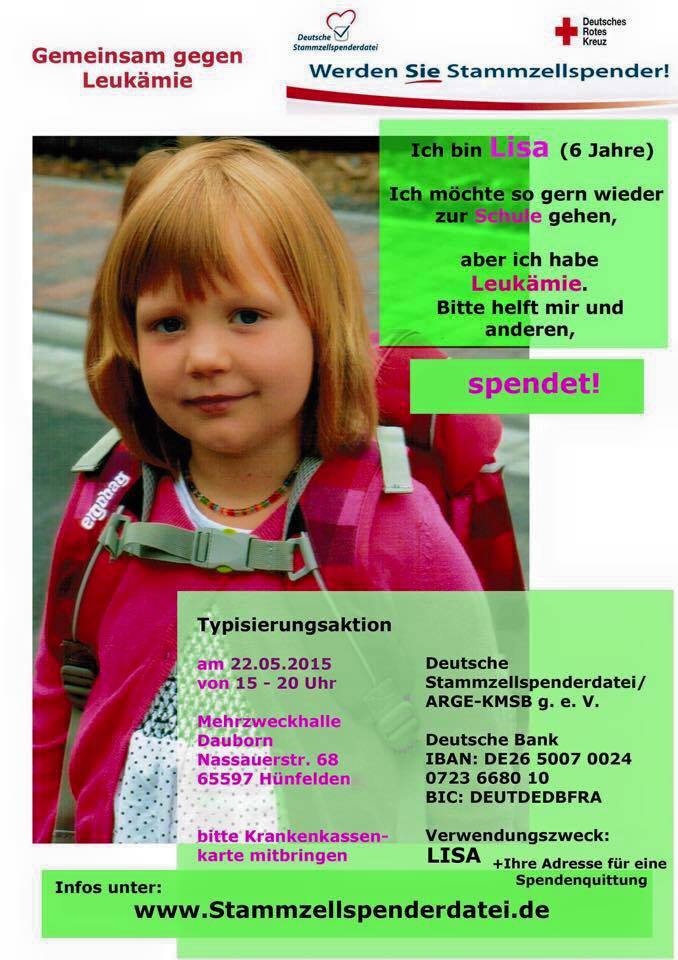 Gemeinsam gegen
Leukämie
Deutsche
Stammzellspenderdatei
Deutsches
Rotes
Kreuz
Werden Sie Stammzellspender!
Ich bin Lisa (6 Jahre)
Ich möchte so gern wieder
zur Schule gehen,
aber ich habe
Leukämie.
Bitte helft mir und
anderen,
spendet!
ergobag
Typisierungsaktion
am 22.05.2015
von 15 - 20 Uhr
Mehrzweckhalle
Dauborn
Nassauerstr. 68
65597 Hünfelden
bitte Krankenkassen-
karte mitbringen
Deutsche
Stammzellspenderdatei/
ARGE-KMSB g. e. V.
Deutsche Bank
IBAN: DE26 5007 0024
0723 6680 10
BIC: DEUTDEDBFRA
Verwendungszweck:
LISA +Ihre Adresse für eine
Spendenquittung
Infos unter:
www.Stammzellspenderdatei.de